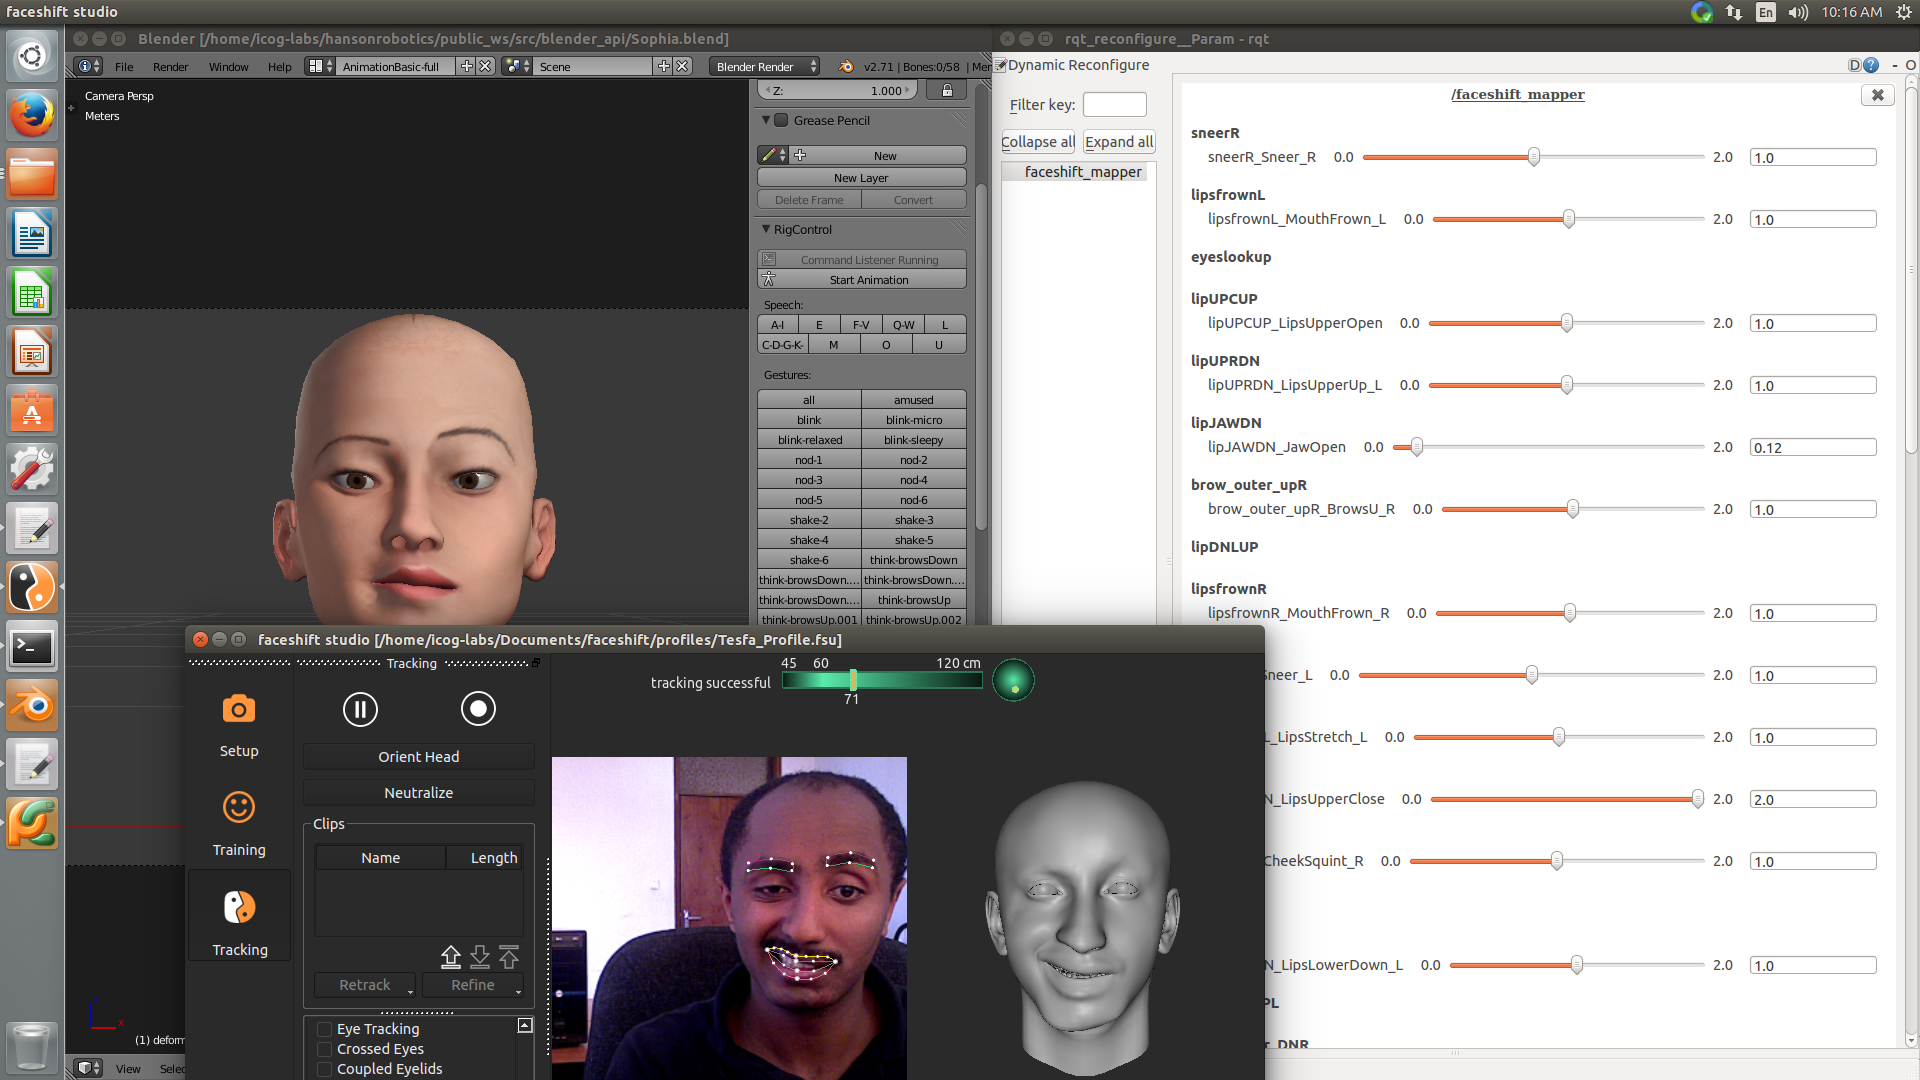 faceshift studio
En
10:16 AM
Blender [/home/icog-labs/hansonrobotics/public_ws/src/blender_api/Sophia.blend]
File Render Window Help
AnimationBasic-full
Scene
Blender Render
v2.71 | Bones:0/58 | Mer
Camera Persp
Meters
Z: 1.000
Grease Pencil
New
New Layer
Delete Frame Convert
RigControl
Command Listener Running
Start Animation
Speech:
A-I E F-V Q-W L
C-D-G-K- M O U
Gestures:
all amused
blink blink-micro
blink-relaxed blink-sleepy
nod-1 nod-2
nod-3 nod-4
nod-5 nod-6
shake-2 shake-3
shake-4 shake-5
shake-6 think-browsDown
think-browsDown.... think-browsDown....
think-browsDown.... think-browsUp
think-browsUp.001 think-browsUp.002
(1) deform
View Selec
rqt_reconfigure__Param - rqt
Dynamic Reconfigure
D ? - O
Filter key:
Collapse all Expand all
faceshift_mapper
/faceshift_mapper
sneerR
sneerR_Sneer_R 0.0 2.0 1.0
lipsfrownL
lipsfrownL_MouthFrown_L 0.0 2.0 1.0
eyeslookup
lipUPCUP
lipUPCUP_LipsUpperOpen 0.0 2.0 1.0
lipUPRDN
lipUPRDN_LipsUpperUp_L 0.0 2.0 1.0
lipJAWDN
lipJAWDN_JawOpen 0.0 2.0 0.12
brow_outer_upR
brow_outer_upR_BrowsU_R 0.0 2.0 1.0
lipDNLUP
lipsfrownR
lipsfrownR_MouthFrown_R 0.0 2.0 1.0
Sneer_L 0.0 2.0 1.0
L_LipsStretch_L 0.0 2.0 1.0
N_LipsUpperClose 0.0 2.0 2.0
CheekSquint_R 0.0 2.0 1.0
N_LipsLowerDown_L 0.0 2.0 1.0
PL
t_DNR
faceshift studio [/home/icog-labs/Documents/faceshift/profiles/Tesfa_Profile.fsu]
Tracking
Setup
Training
Tracking
Orient Head
Neutralize
Clips
Name Length
Retrack Refine
Eye Tracking
Crossed Eyes
Coupled Eyelids
45 60 120 cm
tracking successful
71